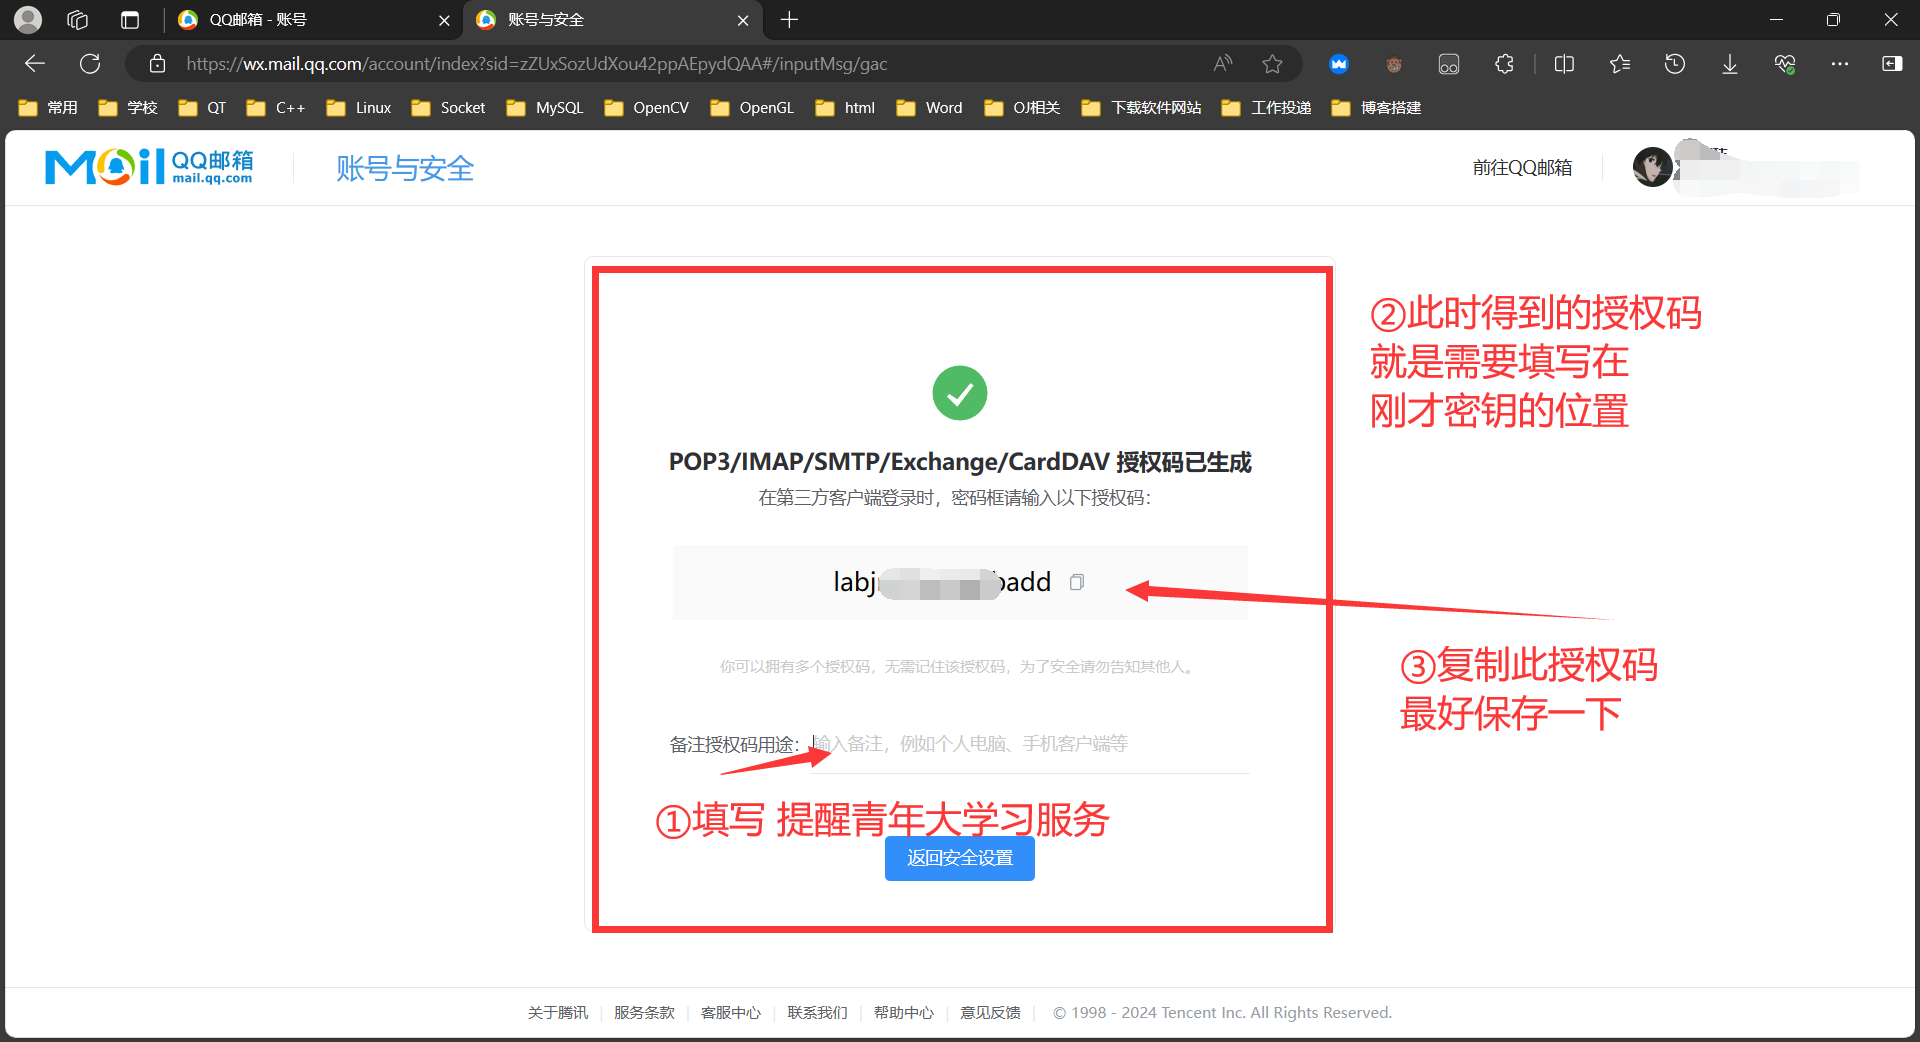 QQ邮箱 - 账号
账号与安全
https://wx.mail.qq.com/account/index?sid=zZUxSozUdXou42ppAEpydQAA#/inputMsg/gac
常用 学校 QT C++ Linux Socket MySQL OpenCV OpenGL html Word OJ相关 下载软件网站 工作投递 博客搭建
Mail QQ邮箱
mail.qq.com
账号与安全
前往QQ邮箱
②此时得到的授权码
就是需要填写在
刚才密钥的位置
POP3/IMAP/SMTP/Exchange/CardDAV 授权码已生成
在第三方客户端登录时，密码框请输入以下授权码：
labj
badd
你可以拥有多个授权码，无需记住该授权码，为了安全请勿告知其他人。
③复制此授权码
最好保存一下
备注授权码用途：输入备注，例如个人电脑、手机客户端等
①填写 提醒青年大学习服务
返回安全设置
关于腾讯 服务条款 客服中心 联系我们 帮助中心 意见反馈 © 1998 - 2024 Tencent Inc. All Rights Reserved.